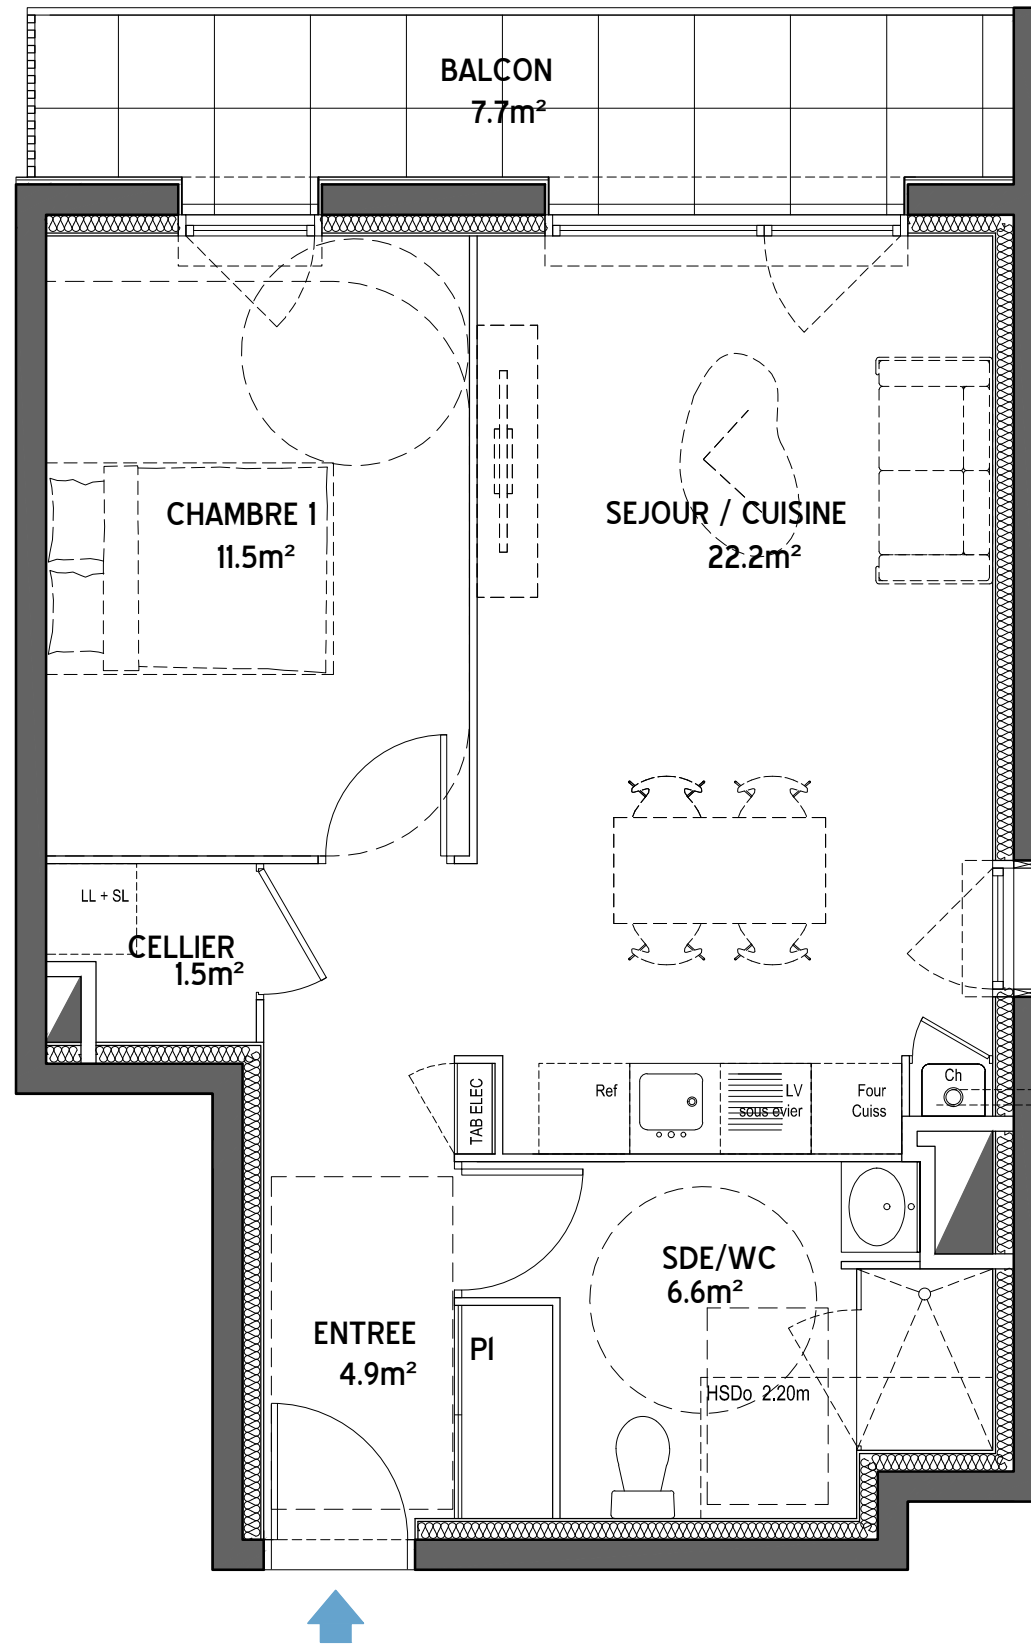 BALCON
7.7m²
CHAMBRE 1
11.5m²
SEJOUR / CUISINE
22.2m²
LL + SL
CELLIER
1.5m²
TAB ELEC
Ref
LV
sous evier
Four
Cuiss
Ch
SDE/WC
6.6m²
ENTREE
4.9m²
Pl
HSDo 2.20m